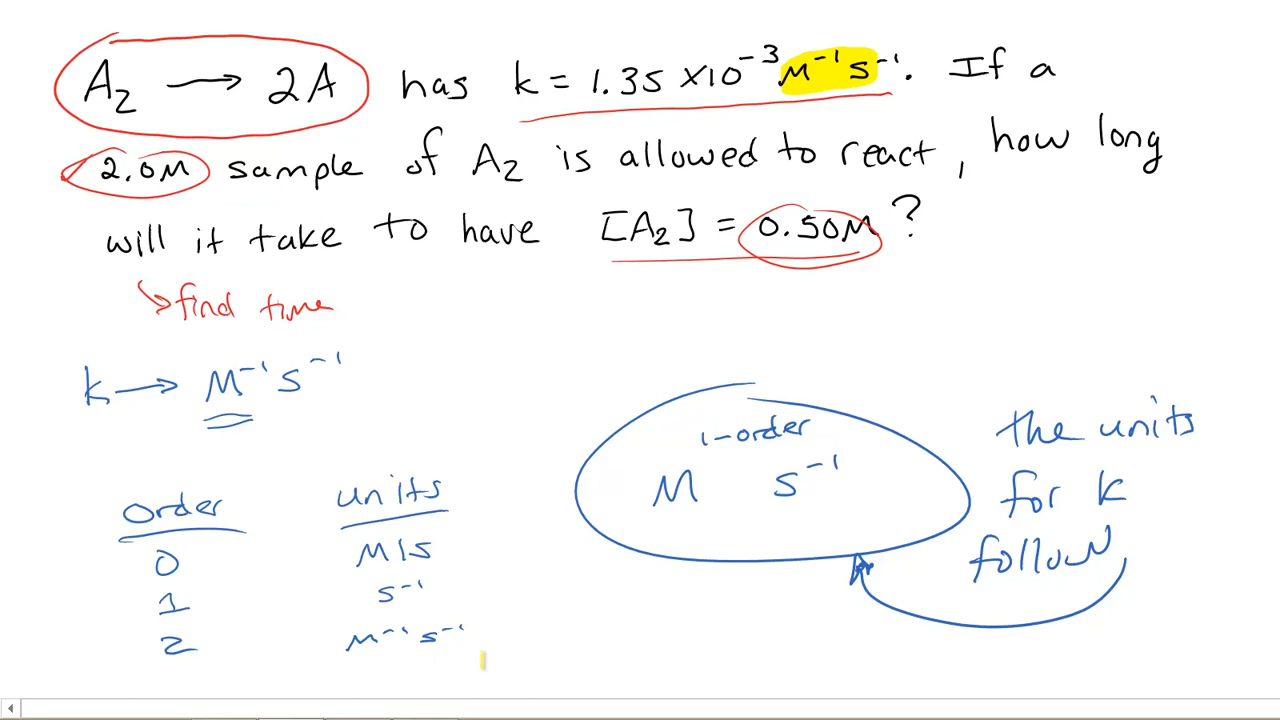 A₂ → 2A has k = 1.35 ×10⁻³ M⁻¹ s⁻¹. If a
2.0M sample of A₂ is allowed to react, how long
will it take to have [A₂] = 0.50M?
find time
k → M⁻¹ s⁻¹
Order units
0 M/s
1 s⁻¹
2 M⁻¹ s⁻¹
1-order
M s⁻¹
the units
for k
follow